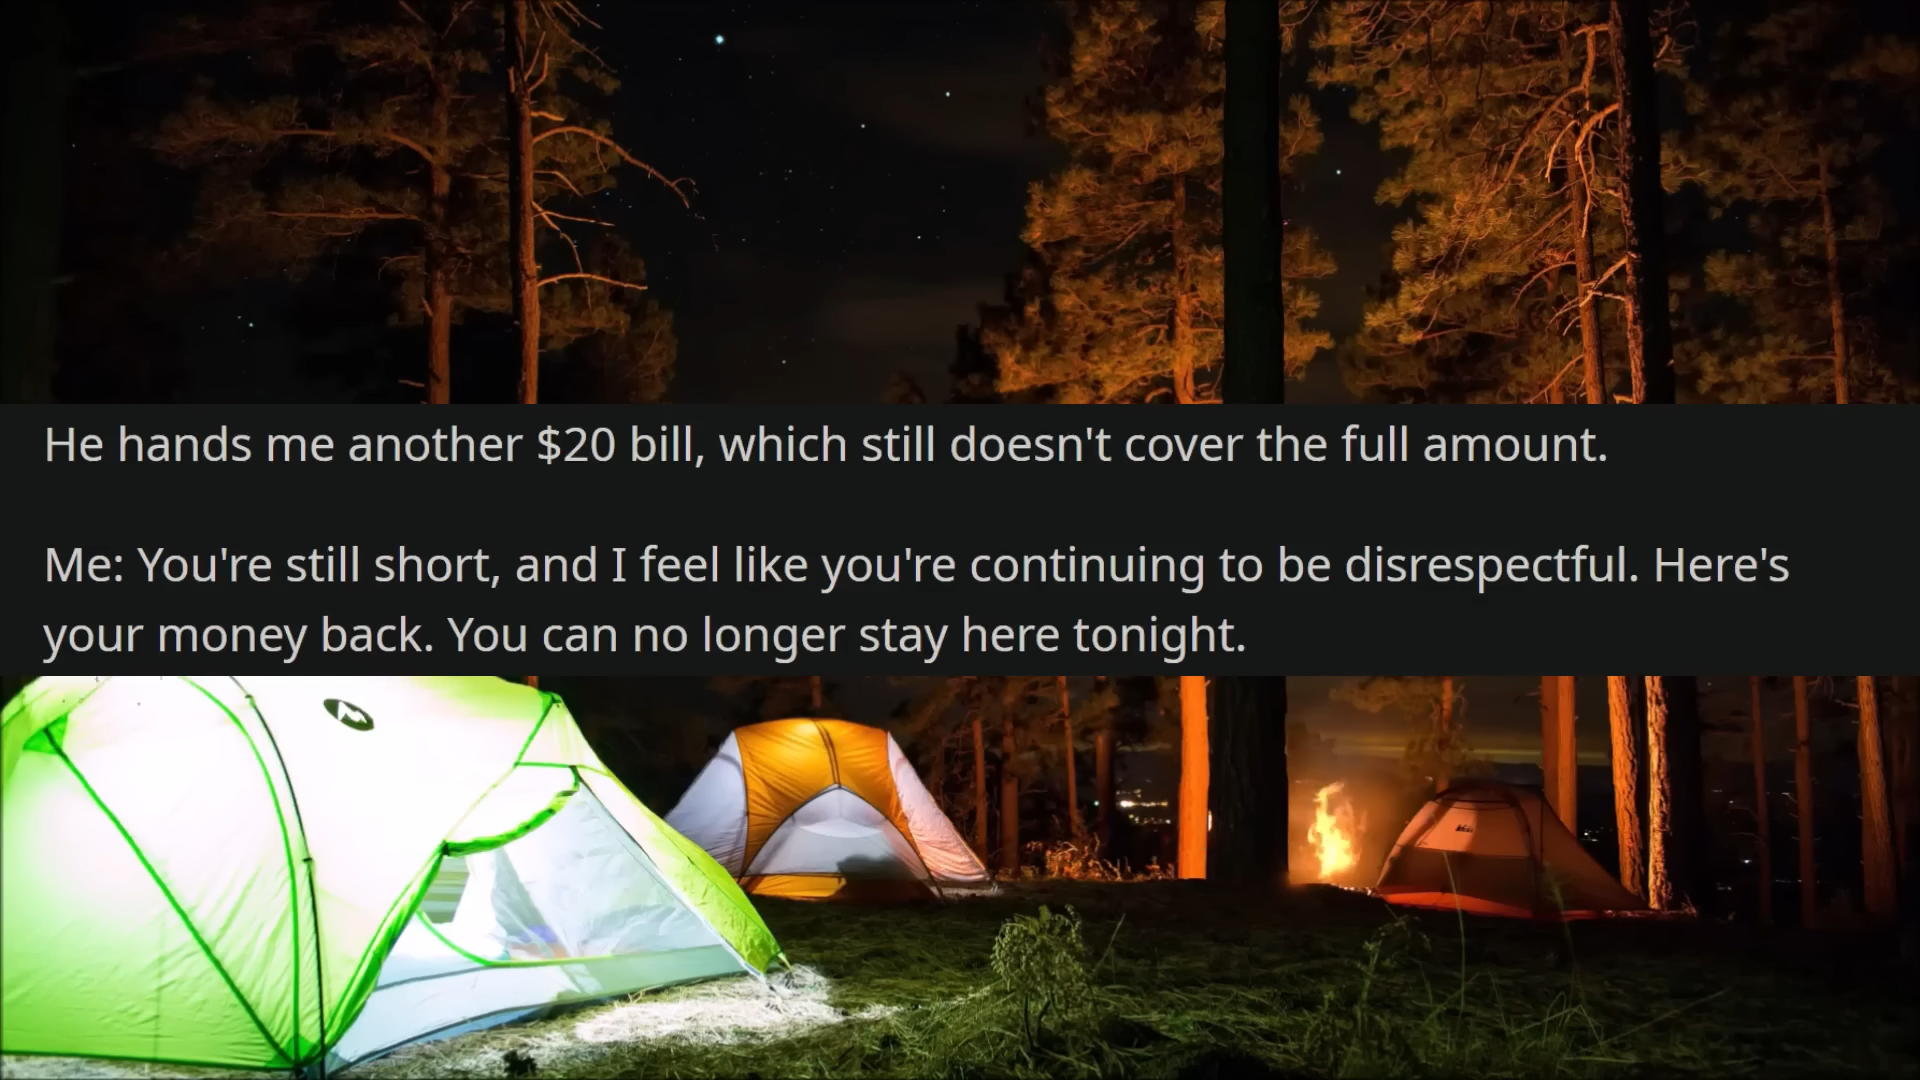 He hands me another $20 bill, which still doesn't cover the full amount.
Me: You're still short, and I feel like you're continuing to be disrespectful. Here's
your money back. You can no longer stay here tonight.